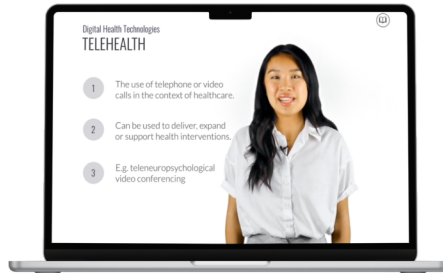 Digital Health Technologies
TELEHEALTH
1
The use of telephone or video
calls in the context of healthcare.
2
Can be used to deliver, expand
or support health interventions.
3
E.g. teleneuropsychological
video conferencing